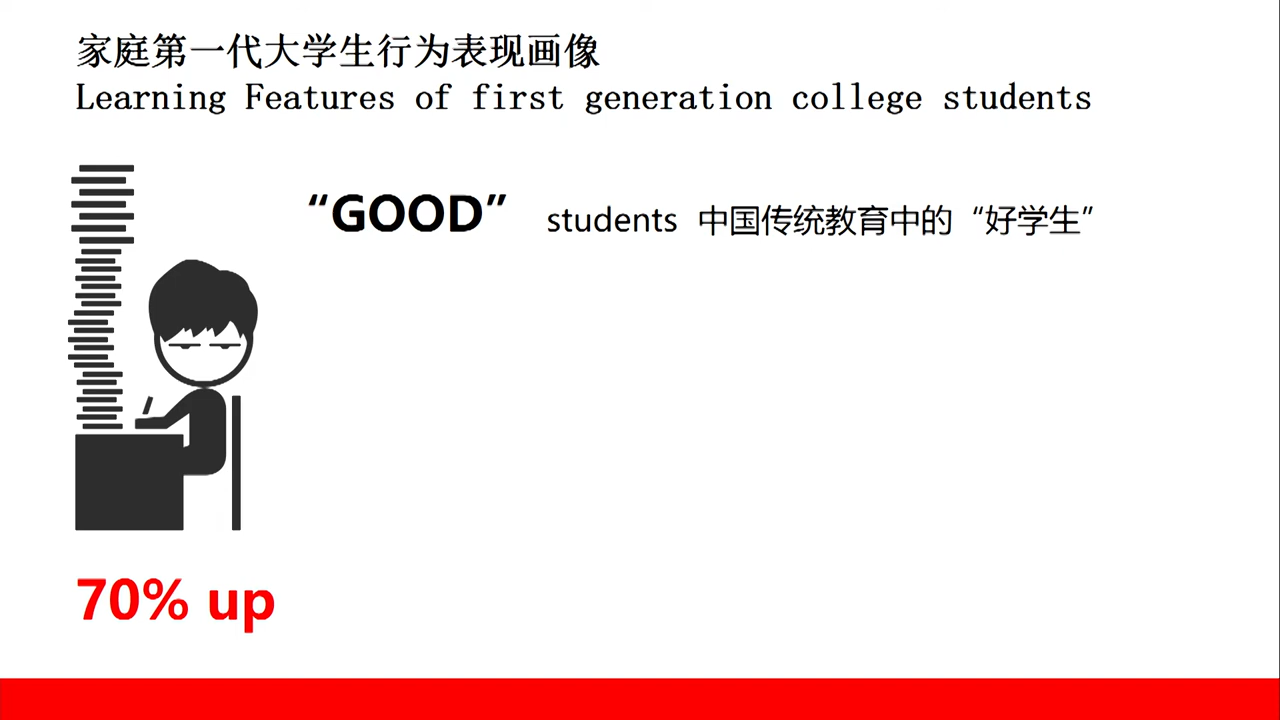 家庭第一代大学生行为表现画像
Learning Features of first generation college students
“GOOD” students 中国传统教育中的“好学生”
70% up